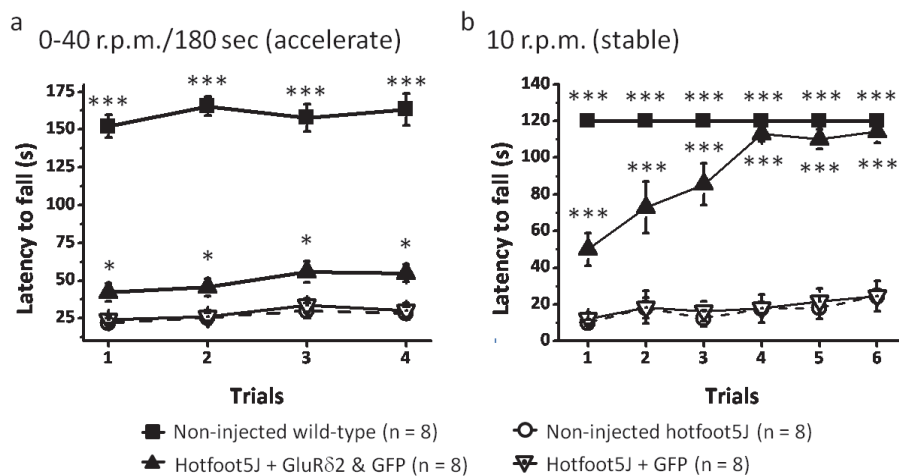 a
0-40 r.p.m./180 sec (accelerate)
175
150
125
100
75
50
25
Latency to fall (s)
***
***
***
***
*
*
*
*
1 2 3 4
Trials
b
10 r.p.m. (stable)
140
120
100
80
60
40
20
0
Latency to fall (s)
*** *** *** *** *** ***
***
***
***
***
***
***
1 2 3 4 5 6
Trials
Non-injected wild-type (n = 8)
Non-injected hotfoot5J (n = 8)
Hotfoot5J + GluRδ2 & GFP (n = 8)
Hotfoot5J + GFP (n = 8)